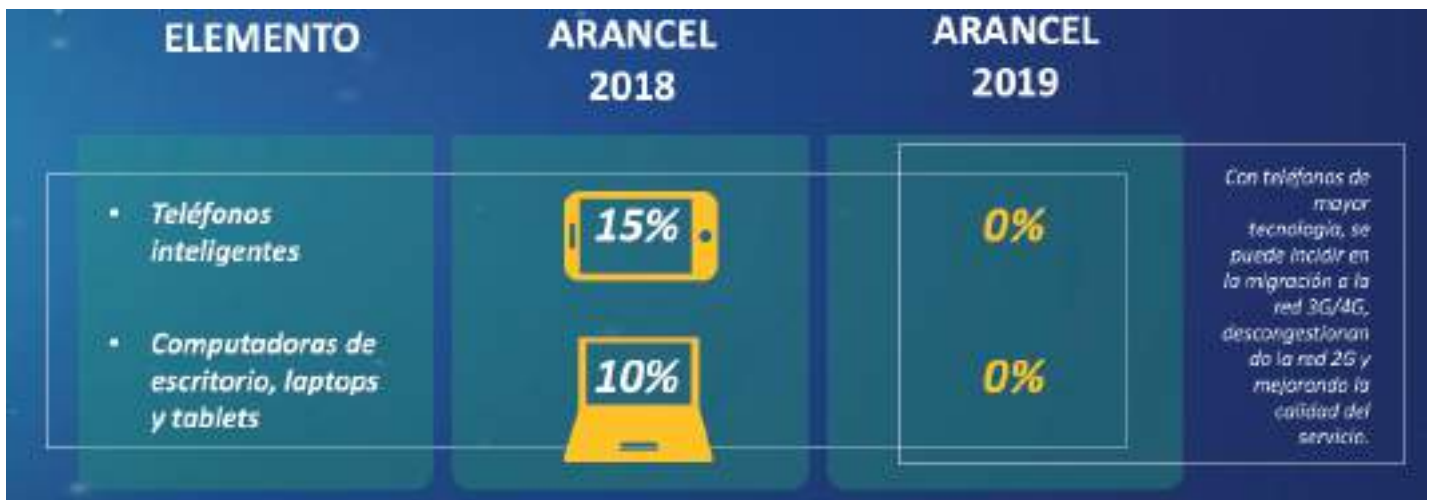 ELEMENTO
ARANCEL
2018
ARANCEL
2019
• Teléfonos
inteligentes
15%
0%
• Computadoras de
escritorio, laptops
y tablets
10%
0%
Con teléfonos de
mayor
tecnología, se
puede incidir en
la migración a la
red 3G/4G,
descongestionan
do la red 2G y
mejorando la
calidad del
servicio.